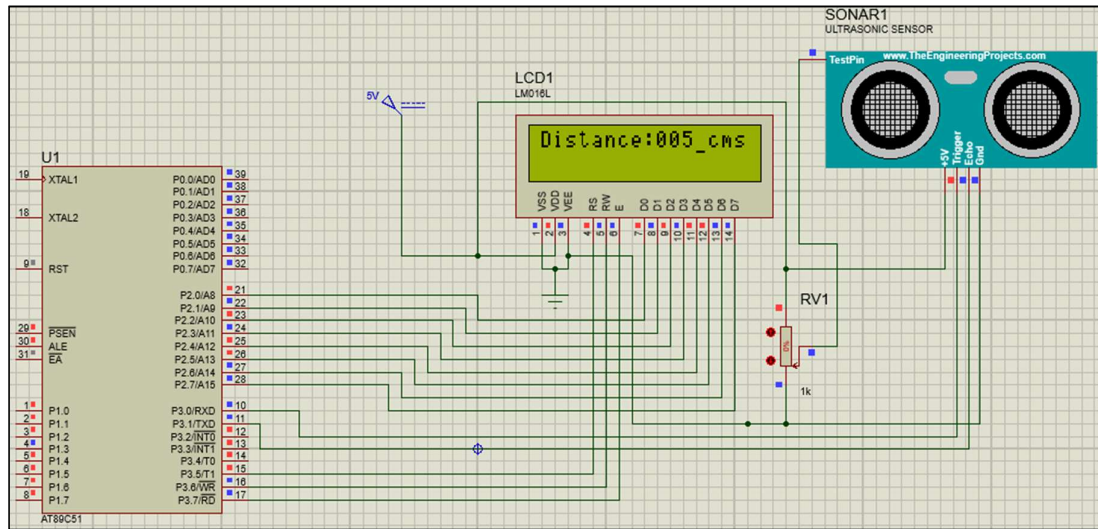 SONAR1
ULTRASONIC SENSOR
www.TheEngineeringProjects.com
TestPin
+5V
Trigger
Echo
Gnd
LCD1
LM016L
5V
Distance:005_cms
VSS
VDD
VEE
RS
RW
E
D0
D1
D2
D3
D4
D5
D6
D7
1
2
3
4
5
6
7
8
9
10
11
12
13
14
U1
19 XTAL1
18 XTAL2
9 RST
29 PSEN
30 ALE
31 EA
1 P1.0
2 P1.1
3 P1.2
4 P1.3
5 P1.4
6 P1.5
7 P1.6
8 P1.7
P0.0/AD0 39
P0.1/AD1 38
P0.2/AD2 37
P0.3/AD3 36
P0.4/AD4 35
P0.5/AD5 34
P0.6/AD6 33
P0.7/AD7 32
P2.0/A8 21
P2.1/A9 22
P2.2/A10 23
P2.3/A11 24
P2.4/A12 25
P2.5/A13 26
P2.6/A14 27
P2.7/A15 28
P3.0/RXD 10
P3.1/TXD 11
P3.2/INT0 12
P3.3/INT1 13
P3.4/T0 14
P3.5/T1 15
P3.6/WR 16
P3.7/RD 17
AT89C51
RV1
0%
1k